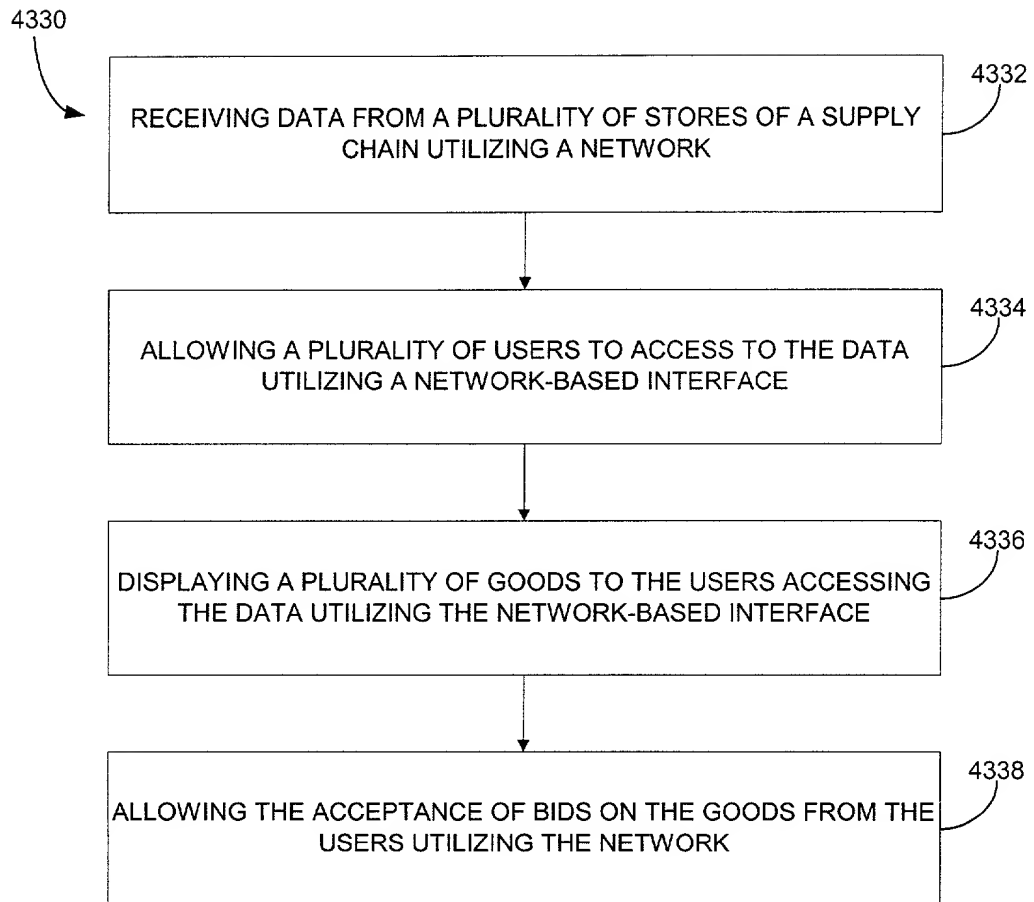 4330
4332
RECEIVING DATA FROM A PLURALITY OF STORES OF A SUPPLY
CHAIN UTILIZING A NETWORK
4334
ALLOWING A PLURALITY OF USERS TO ACCESS TO THE DATA
UTILIZING A NETWORK-BASED INTERFACE
4336
DISPLAYING A PLURALITY OF GOODS TO THE USERS ACCESSING
THE DATA UTILIZING THE NETWORK-BASED INTERFACE
4338
ALLOWING THE ACCEPTANCE OF BIDS ON THE GOODS FROM THE
USERS UTILIZING THE NETWORK